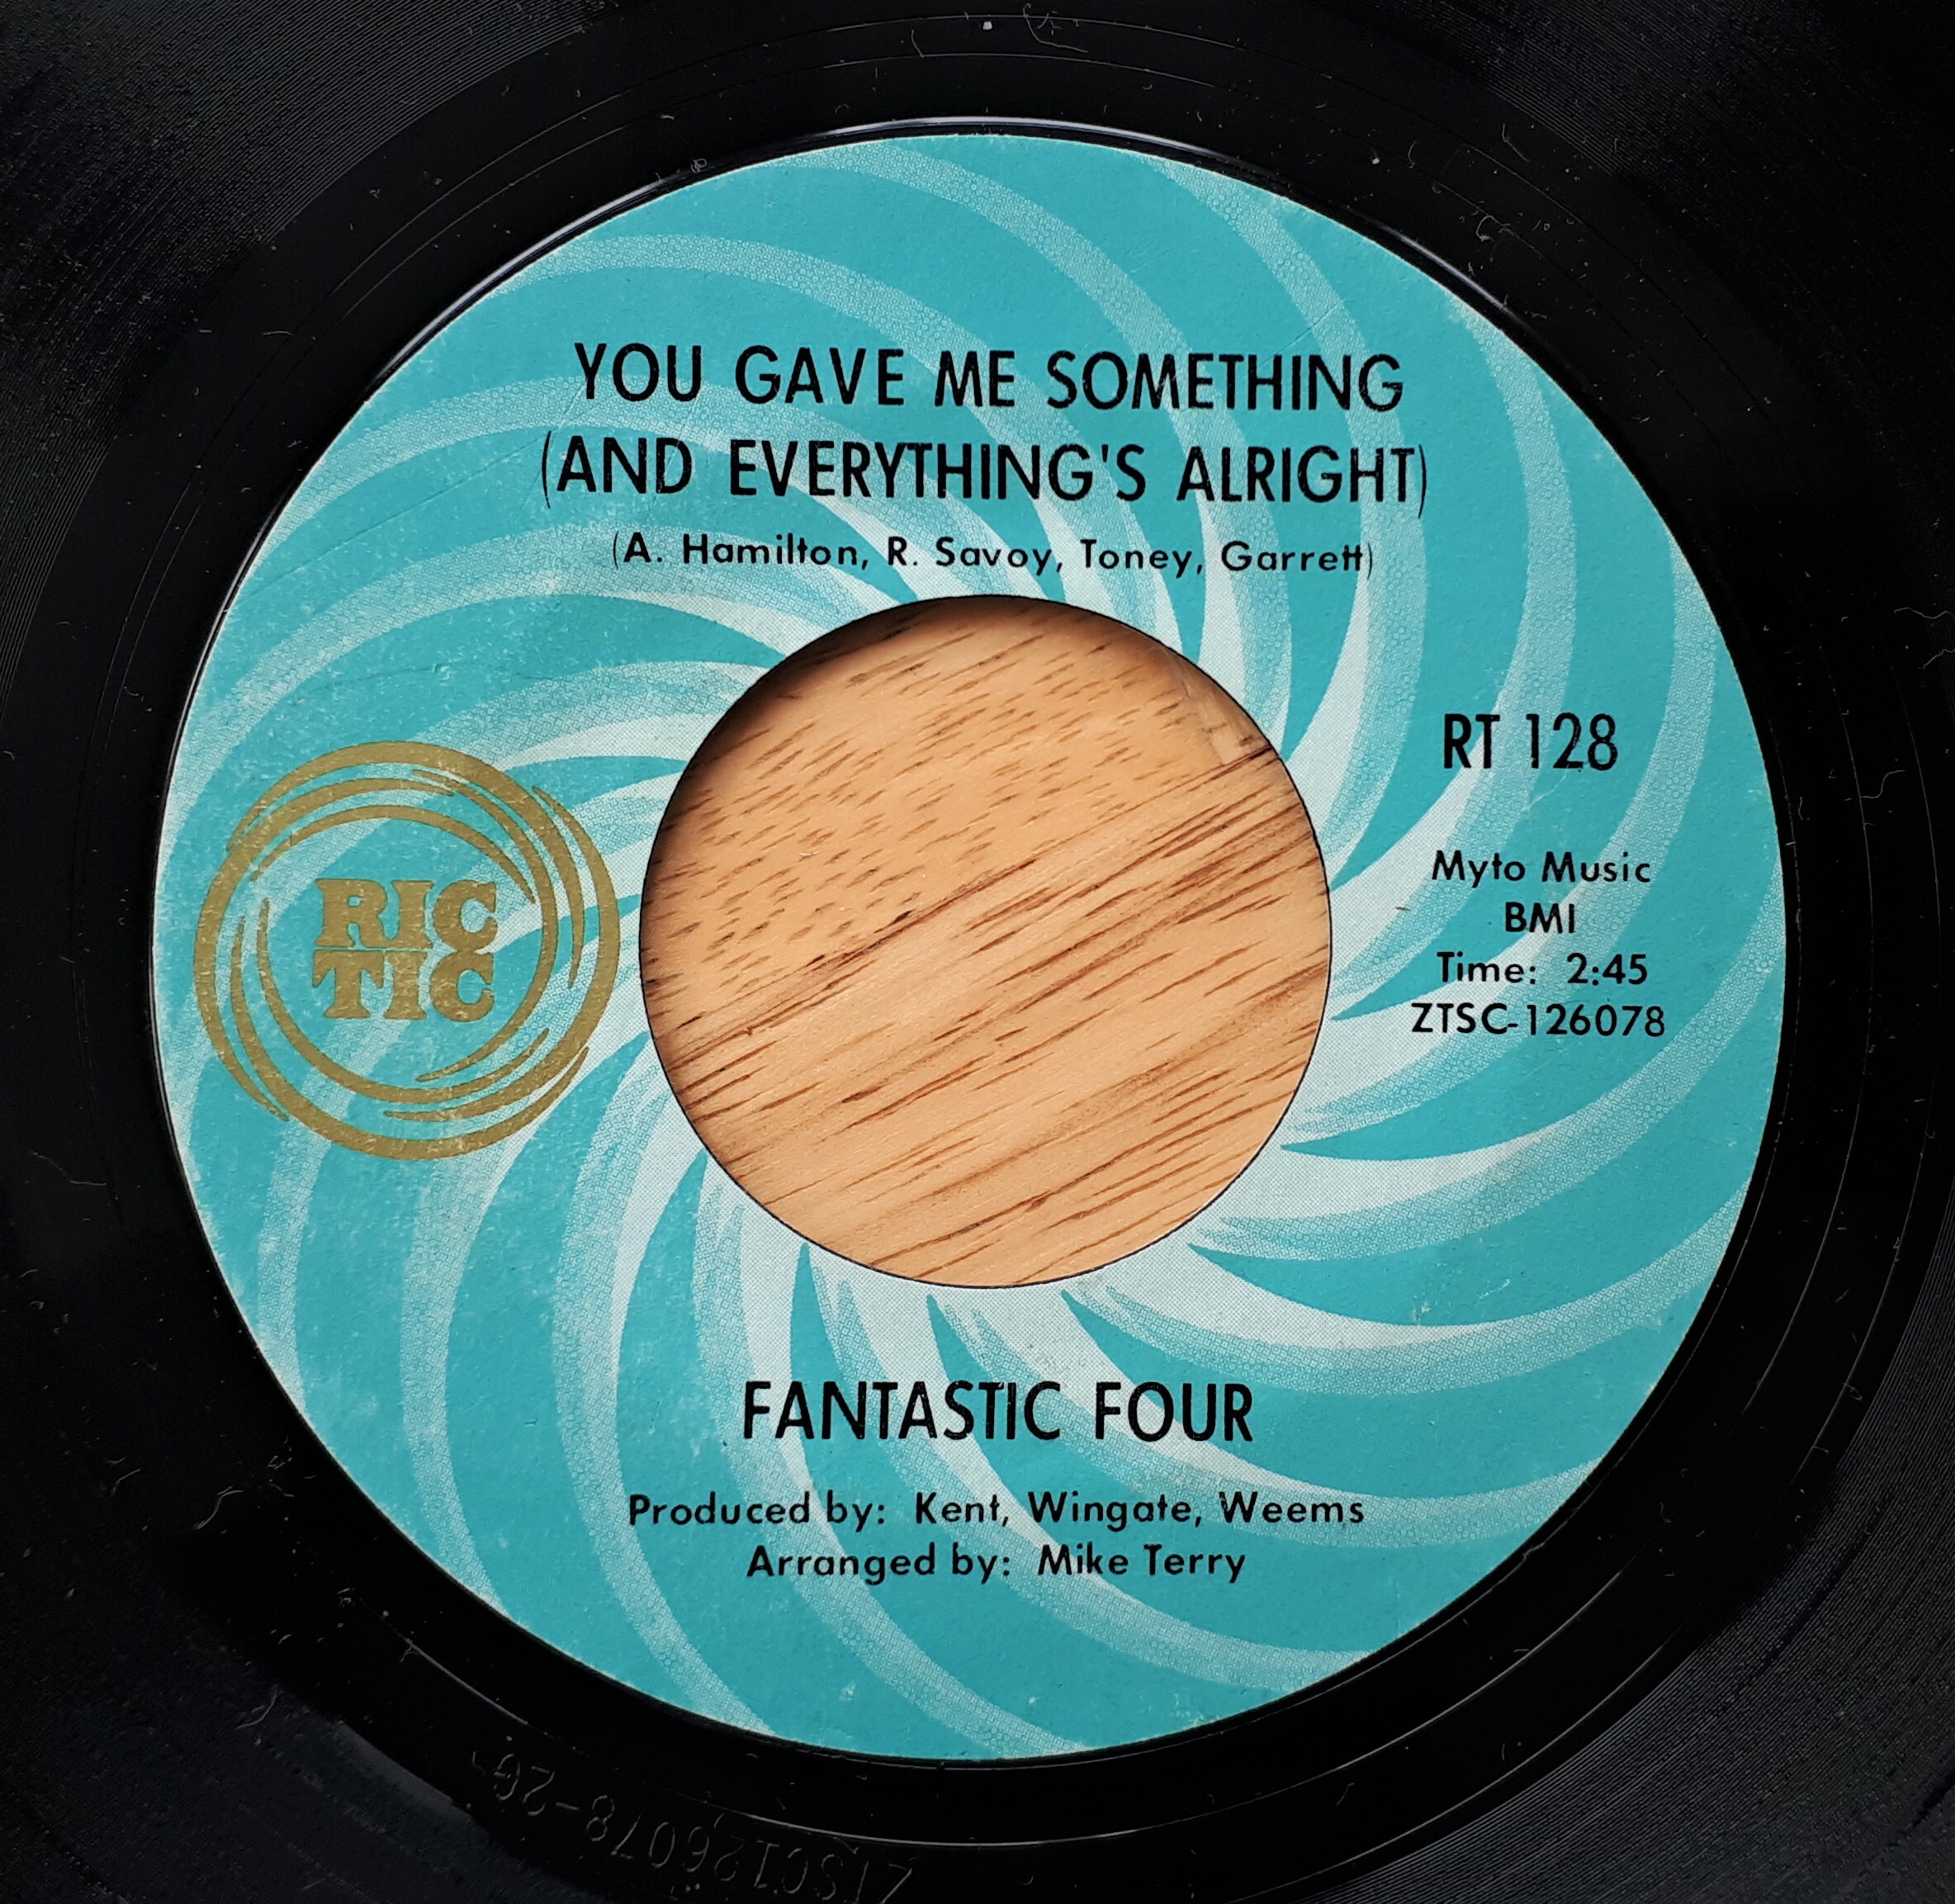 YOU GAVE ME SOMETHING
(AND EVERYTHING'S ALRIGHT)
(A. Hamilton, R. Savoy, Toney, Garrett)
RIC
TIC
RT 128
Myto Music
BMI
Time: 2:45
ZTSC-126078
FANTASTIC FOUR
Produced by: Kent, Wingate, Weems
Arranged by: Mike Terry
ZTSC126078-2G